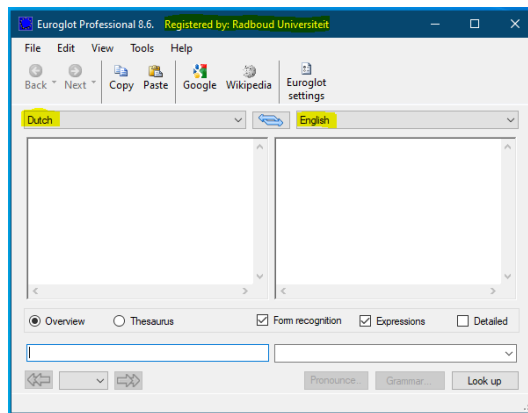 Euroglot Professional 8.6. Registered by: Radboud Universiteit
File Edit View Tools Help
Back Next Copy Paste Google Wikipedia Euroglot
settings
Dutch English
Overview Thesaurus Form recognition Expressions Detailed
Pronounce... Grammar... Look up